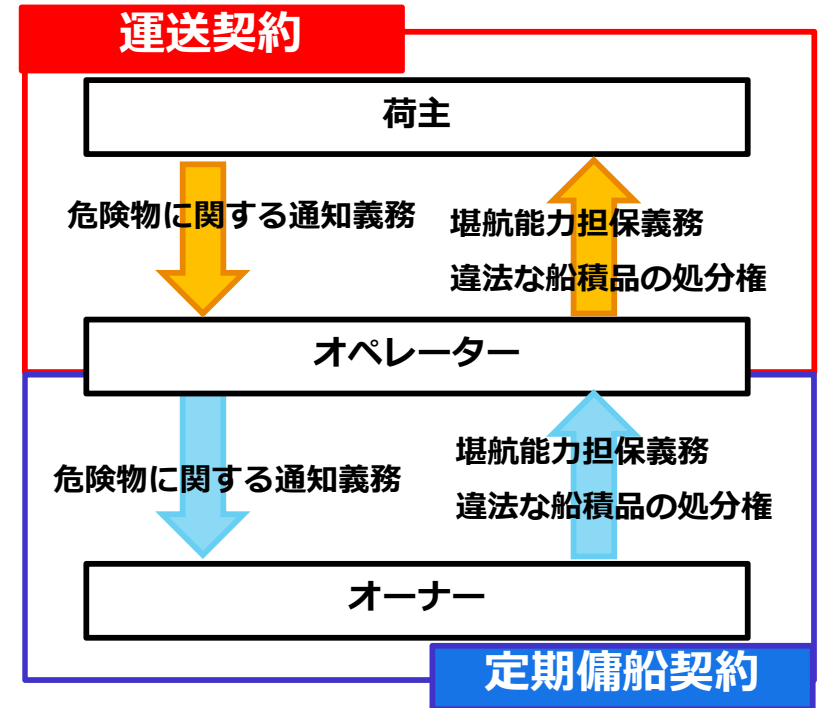 運送契約
荷主
危険物に関する通知義務
堪航能力担保義務
違法な船積品の処分権
オペレーター
危険物に関する通知義務
堪航能力担保義務
違法な船積品の処分権
オーナー
定期傭船契約